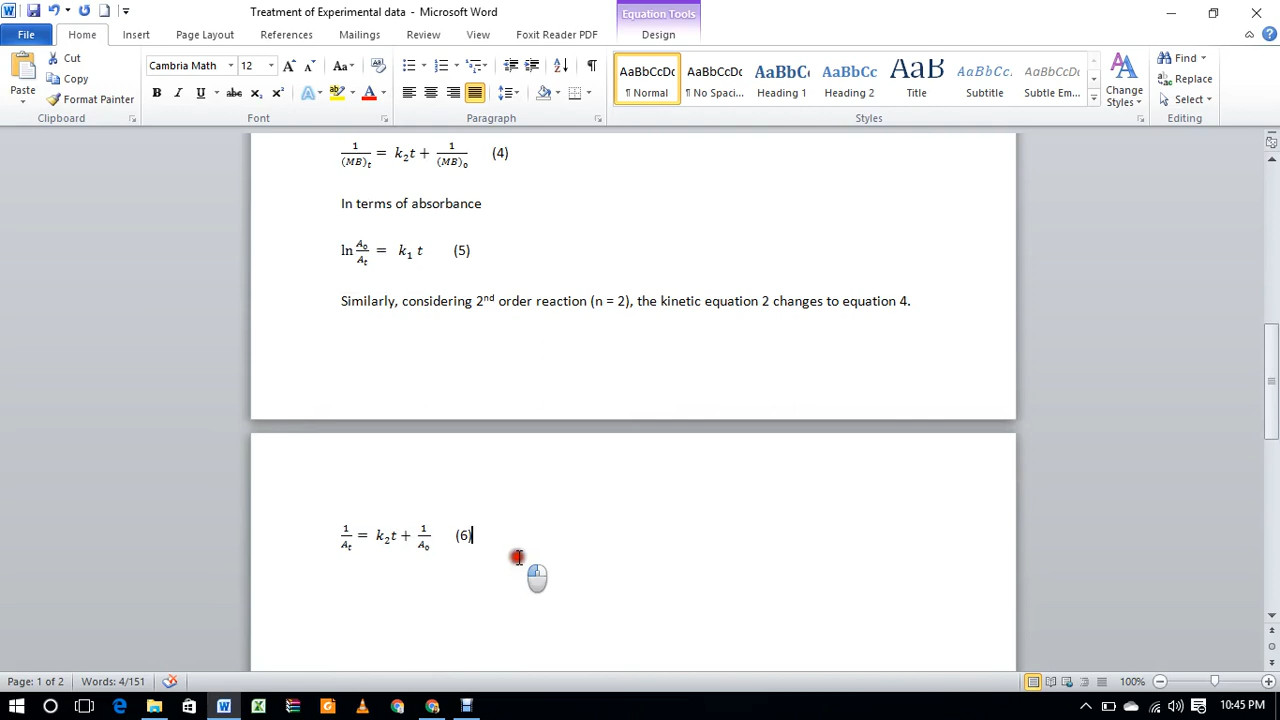 Treatment of Experimental data - Microsoft Word
Equation Tools
File Home Insert Page Layout References Mailings Review View Foxit Reader PDF Design
Paste
Cut
Copy
Format Painter
Clipboard
Cambria Math 12
Font
Paragraph
AaBbCcDc AaBbCcDc AaBbCc AaBbCc AaB AaBbCc. AaBbCcDc
¶ Normal ¶ No Spaci... Heading 1 Heading 2 Title Subtitle Subtle Em...
Styles
Change Styles
Find
Replace
Select
Editing
1/(MB)ₜ = k₂t + 1/(MB)₀ (4)
In terms of absorbance
ln A₀/Aₜ = k₁ t (5)
Similarly, considering 2nd order reaction (n = 2), the kinetic equation 2 changes to equation 4.
1/Aₜ = k₂t + 1/A₀ (6)
Page: 1 of 2 Words: 4/151 100%
10:45 PM